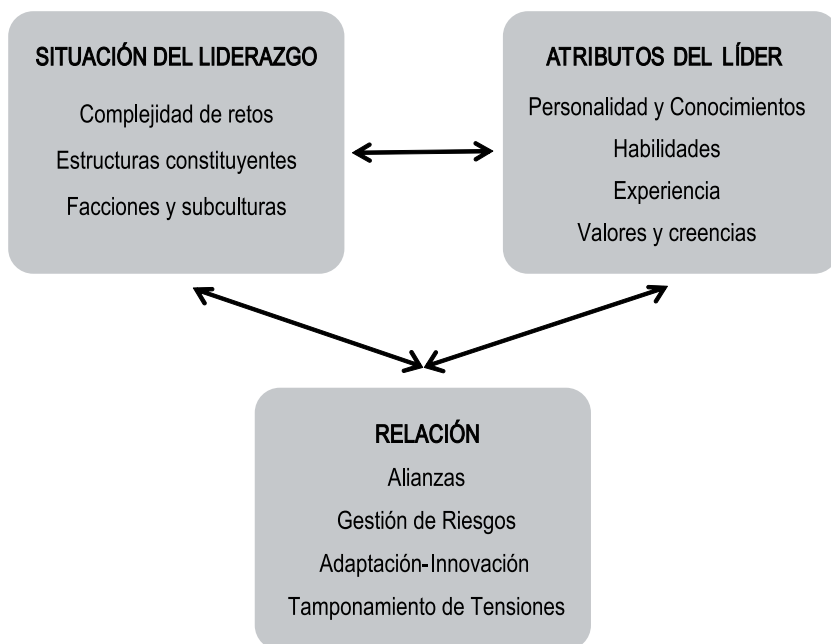 SITUACIÓN DEL LIDERAZGO
Complejidad de retos
Estructuras constituyentes
Facciones y subculturas
ATRIBUTOS DEL LÍDER
Personalidad y Conocimientos
Habilidades
Experiencia
Valores y creencias
RELACIÓN
Alianzas
Gestión de Riesgos
Adaptación-Innovación
Tamponamiento de Tensiones